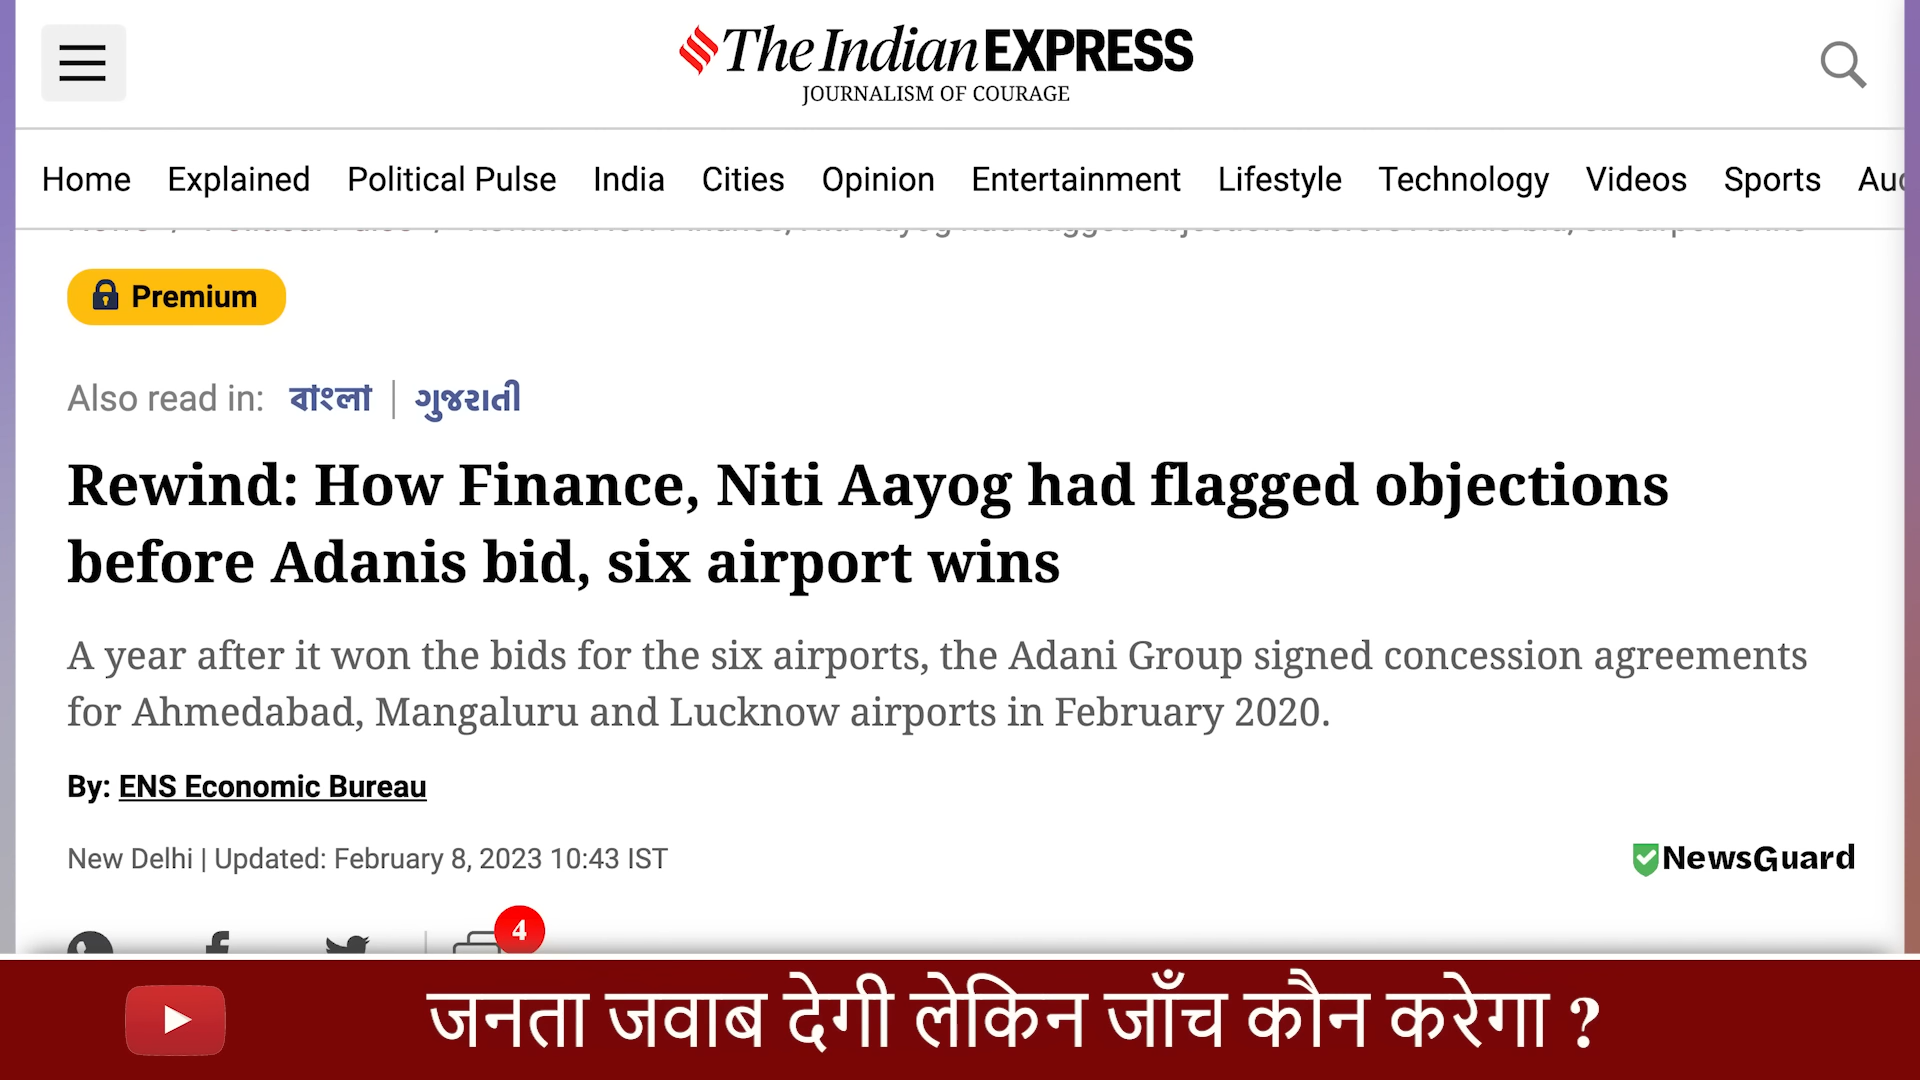 The Indian EXPRESS
JOURNALISM OF COURAGE
Home Explained Political Pulse India Cities Opinion Entertainment Lifestyle Technology Videos Sports
Premium
Also read in: বাংলা | ગુજરાતી
Rewind: How Finance, Niti Aayog had flagged objections
before Adanis bid, six airport wins
A year after it won the bids for the six airports, the Adani Group signed concession agreements
for Ahmedabad, Mangaluru and Lucknow airports in February 2020.
By: ENS Economic Bureau
New Delhi | Updated: February 8, 2023 10:43 IST
NewsGuard
4
जनता जवाब देगी लेकिन जाँच कौन करेगा ?